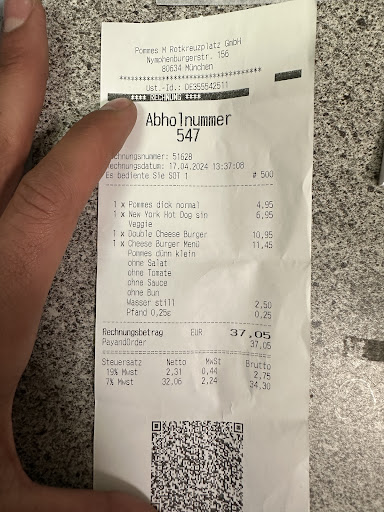 Pommes M Rotkreuzplatz GmbH
Nymphenburgerstr. 156
80634 München
************************************
Ust.-Id.: DE355542511
**** RECHNUNG ****
Abholnummer
547
chnungsnummer: 51628
echnungsdatum: 17.04.2024 13:37:08
Es bediente Sie SOT 1 # 500
1 x Pommes dick normal 4,95
1 x New York Hot Dog sin 6,95
Veggie
1 x Double Cheese Burger 10,95
1 x Cheese Burger Menü 11,45
Pommes dünn klein
ohne Salat
ohne Tomate
ohne Sauce
ohne Bun
Wasser still 2,50
Pfand 0,25€ 0,25
Rechnungsbetrag EUR 37,05
PayandOrder 37,05
Steuersatz Netto MwSt Brutto
19% Mwst 2,31 0,44 2,75
7% Mwst 32,06 2,24 34,30